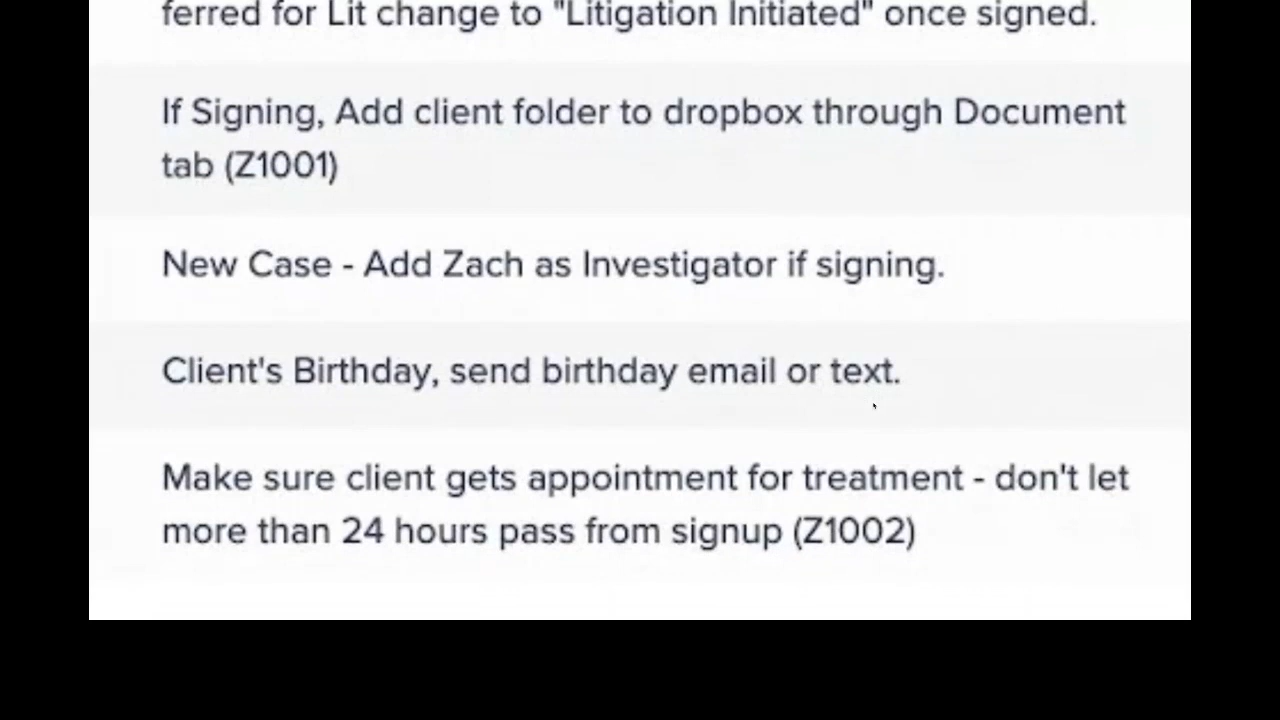 ferred for Lit change to "Litigation Initiated" once signed.
If Signing, Add client folder to dropbox through Document
tab (Z1001)
New Case - Add Zach as Investigator if signing.
Client's Birthday, send birthday email or text.
Make sure client gets appointment for treatment - don't let
more than 24 hours pass from signup (Z1002)